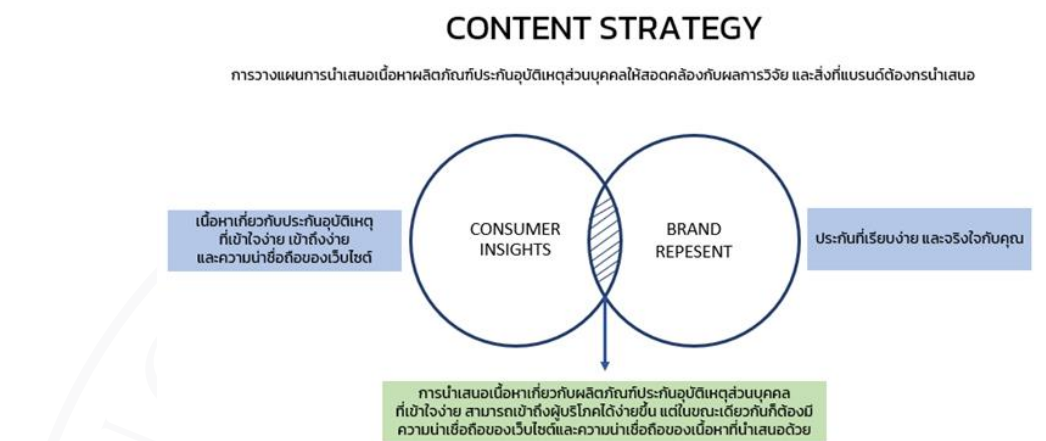 CONTENT STRATEGY
การวางแผนการนำเสนอเนื้อหาผลิตภัณฑ์ประกันอุบัติเหตุส่วนบุคคลให้สอดคล้องกับผลการวิจัย และสิ่งที่แบรนด์ต้องกรนำเสนอ
เนื้อหาเกี่ยวกับประกันอุบัติเหตุ
ที่เข้าใจง่าย เข้าถึงง่าย
และความน่าชื่อถือของเว็บไซต์
CONSUMER
INSIGHTS
BRAND
REPESENT
ประกันที่เรียบง่าย และจริงใจกับคุณ
การนำเสนอเนื้อหาเกี่ยวกับผลิตภัณฑ์ประกันอุบัติเหตุส่วนบุคคล
ที่เข้าใจง่าย สามารถเข้าถึงผู้บริโภคได้ง่ายขึ้น แต่ในขณะเดียวกันก็ต้องมี
ความน่าเชื่อถือของเว็บไซต์และความน่าเชื่อถือของเนื้อหาที่นำเสนอด้วย